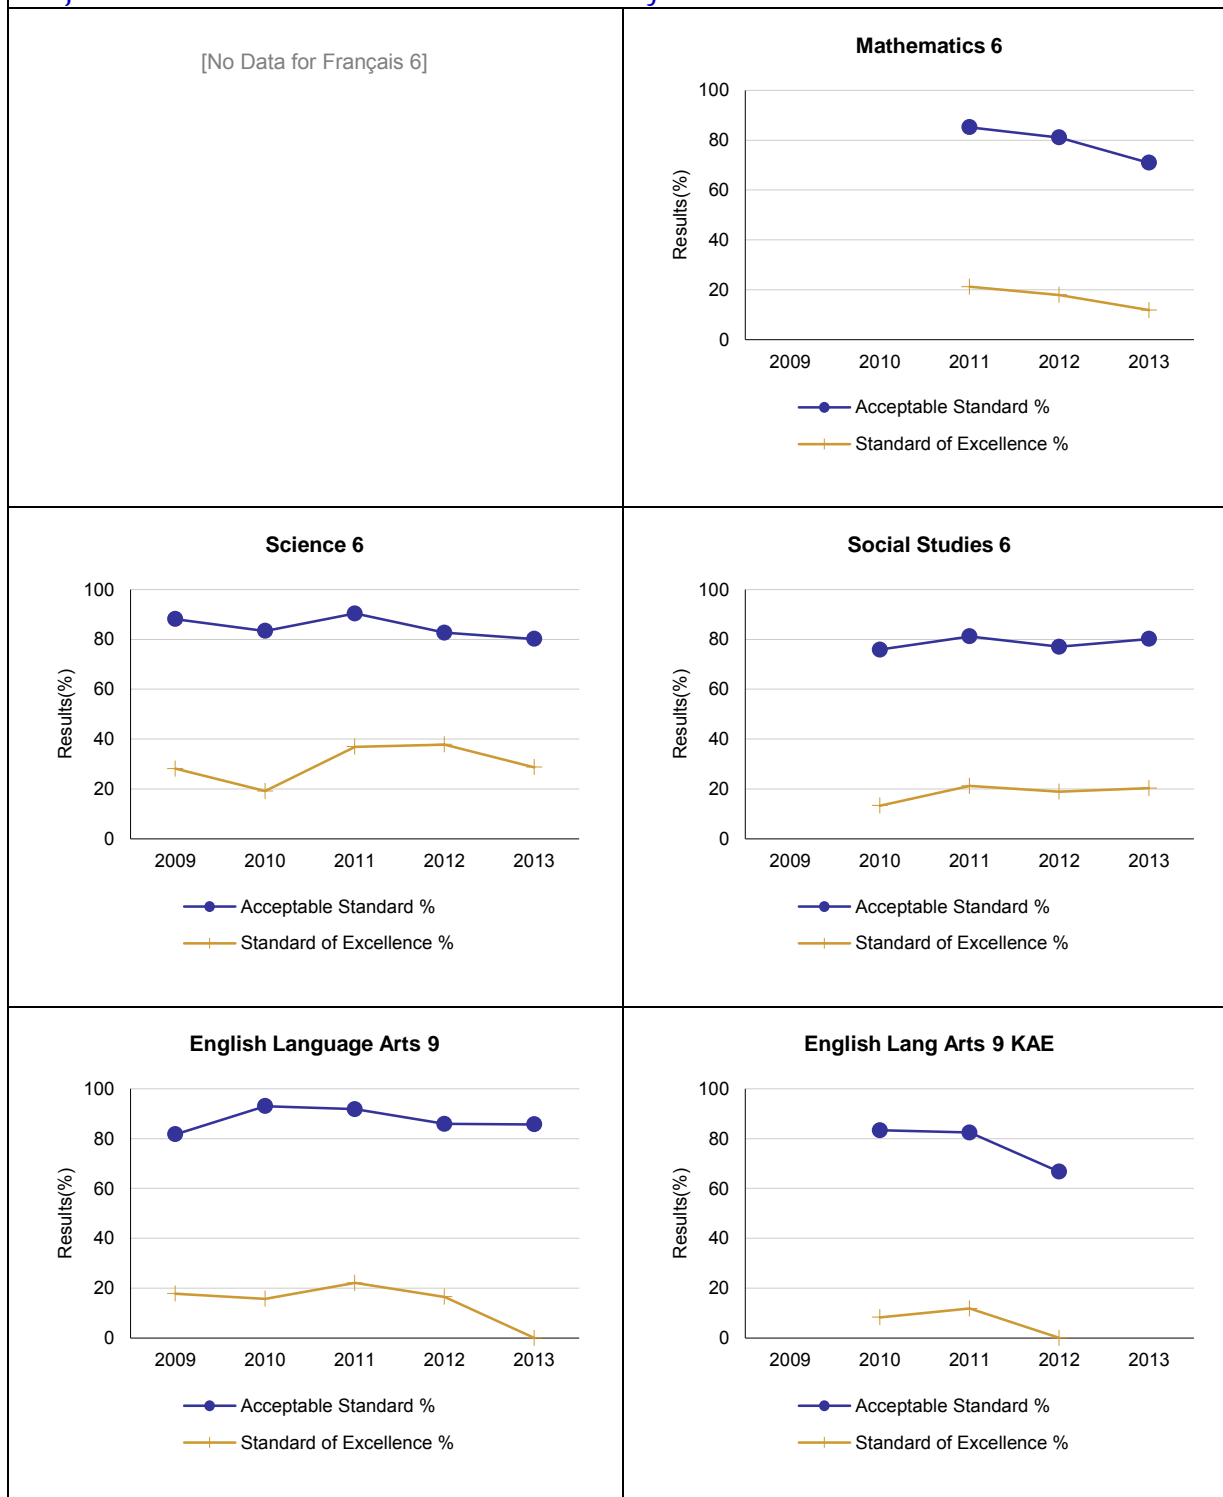 [No Data for Français 6]
Mathematics 6
100
80
60
40
20
0
Results(%)
2009 2010 2011 2012 2013
Acceptable Standard %
Standard of Excellence %
Science 6
100
80
60
40
20
0
Results(%)
2009 2010 2011 2012 2013
Acceptable Standard %
Standard of Excellence %
Social Studies 6
100
80
60
40
20
0
Results(%)
2009 2010 2011 2012 2013
Acceptable Standard %
Standard of Excellence %
English Language Arts 9
100
80
60
40
20
0
Results(%)
2009 2010 2011 2012 2013
Acceptable Standard %
Standard of Excellence %
English Lang Arts 9 KAE
100
80
60
40
20
0
Results(%)
2009 2010 2011 2012 2013
Acceptable Standard %
Standard of Excellence %